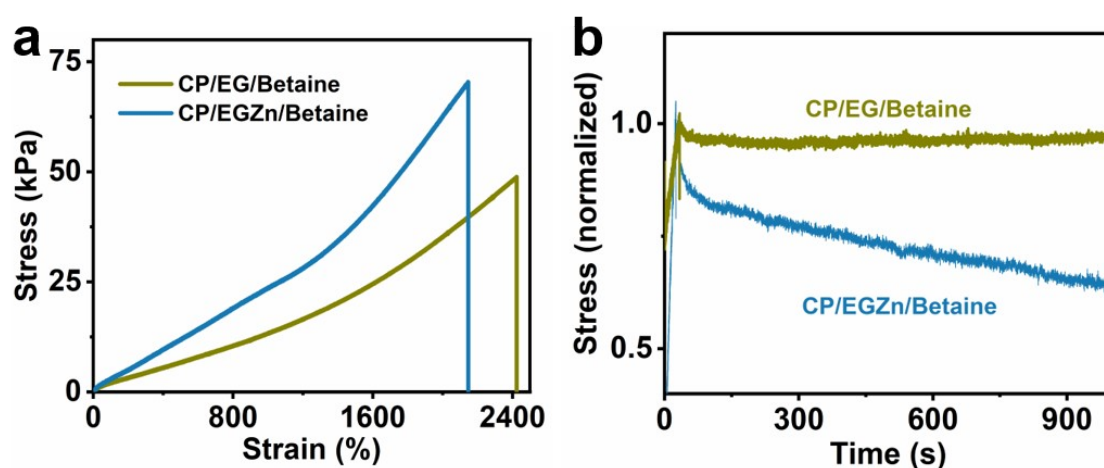 a
75
50
25
0
Stress (kPa)
CP/EG/Betaine
CP/EGZn/Betaine
0
800
1600
2400
Strain (%)
b
1.0
0.5
Stress (normalized)
CP/EG/Betaine
CP/EGZn/Betaine
0
300
600
900
Time (s)